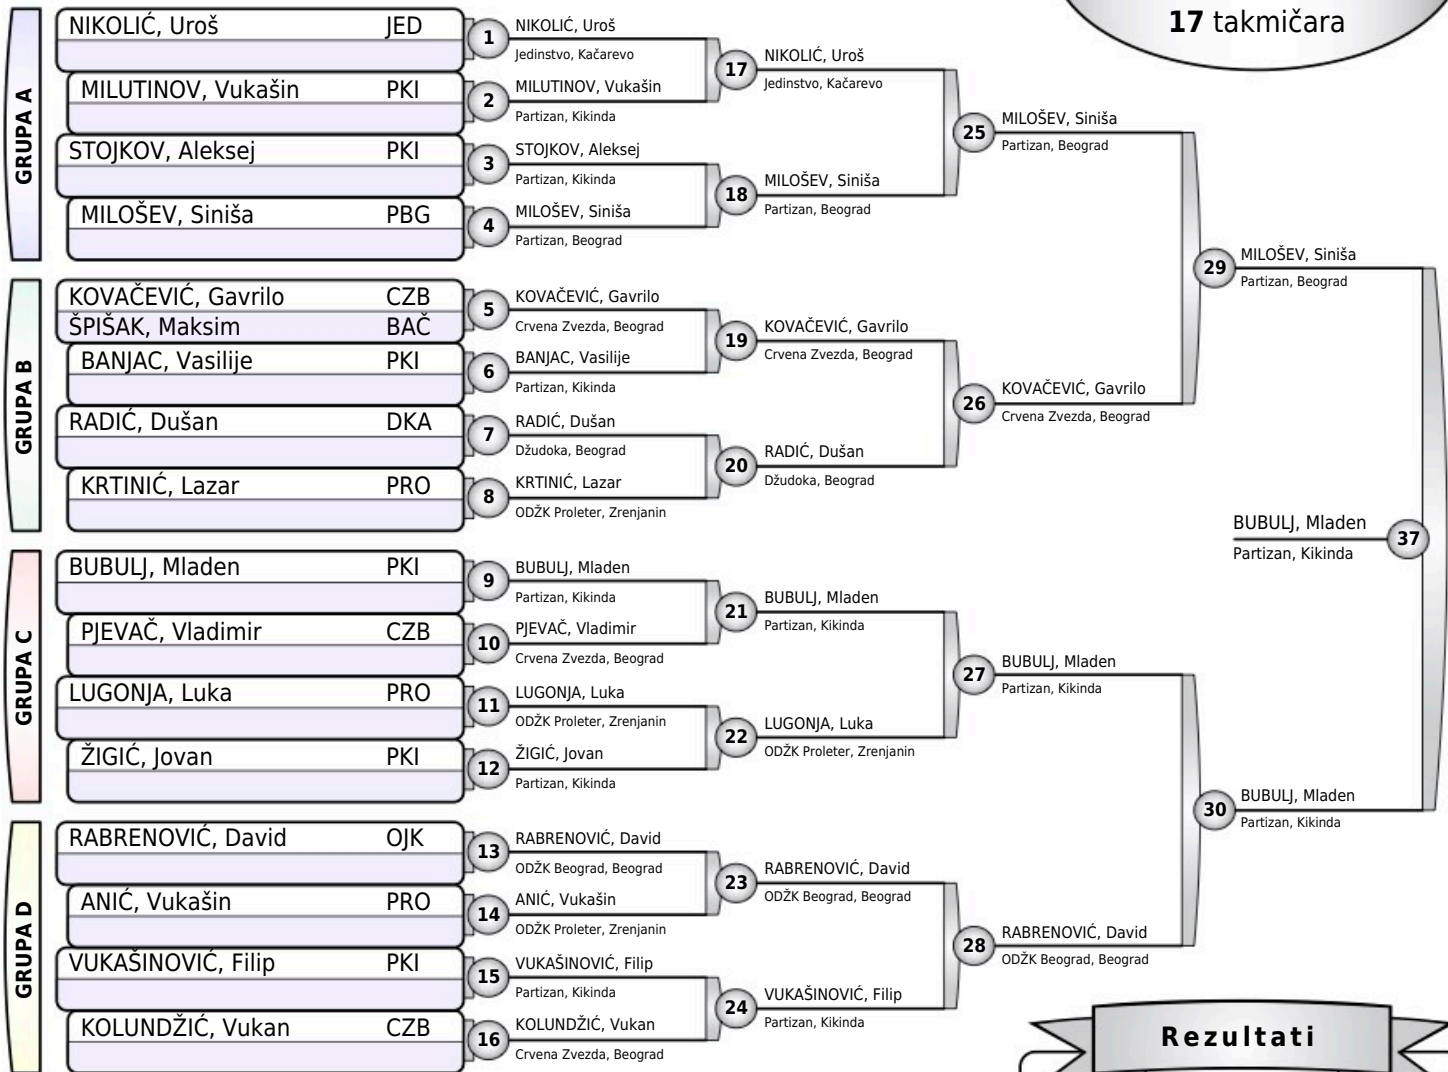 17 takmičara
GRUPA A
NIKOLIĆ, Uroš JED
MILUTINOV, Vukašin PKI
STOJKOV, Aleksej PKI
MILOŠEV, Siniša PBG
GRUPA B
KOVAČEVIĆ, Gavrilo CZB
ŠPIŠAK, Maksim BAČ
BANJAC, Vasilije PKI
RADIĆ, Dušan DKA
KRTINIĆ, Lazar PRO
GRUPA C
BUBULJ, Mladen PKI
PJEVAČ, Vladimir CZB
LUGONJA, Luka PRO
ŽIGIĆ, Jovan PKI
GRUPA D
RABRENOVIĆ, David OJK
ANIĆ, Vukašin PRO
VUKAŠINOVIĆ, Filip PKI
KOLUNDŽIĆ, Vukan CZB
1 NIKOLIĆ, Uroš
Jedinstvo, Kačarevo
2 MILUTINOV, Vukašin
Partizan, Kikinda
3 STOJKOV, Aleksej
Partizan, Kikinda
4 MILOŠEV, Siniša
Partizan, Beograd
5 KOVAČEVIĆ, Gavrilo
Crvena Zvezda, Beograd
6 BANJAC, Vasilije
Partizan, Kikinda
7 RADIĆ, Dušan
Džudoka, Beograd
8 KRTINIĆ, Lazar
ODŽK Proleter, Zrenjanin
9 BUBULJ, Mladen
Partizan, Kikinda
10 PJEVAČ, Vladimir
Crvena Zvezda, Beograd
11 LUGONJA, Luka
ODŽK Proleter, Zrenjanin
12 ŽIGIĆ, Jovan
Partizan, Kikinda
13 RABRENOVIĆ, David
ODŽK Beograd, Beograd
14 ANIĆ, Vukašin
ODŽK Proleter, Zrenjanin
15 VUKAŠINOVIĆ, Filip
Partizan, Kikinda
16 KOLUNDŽIĆ, Vukan
Crvena Zvezda, Beograd
17 NIKOLIĆ, Uroš
Jedinstvo, Kačarevo
18 MILOŠEV, Siniša
Partizan, Beograd
19 KOVAČEVIĆ, Gavrilo
Crvena Zvezda, Beograd
20 RADIĆ, Dušan
Džudoka, Beograd
21 BUBULJ, Mladen
Partizan, Kikinda
22 LUGONJA, Luka
ODŽK Proleter, Zrenjanin
23 RABRENOVIĆ, David
ODŽK Beograd, Beograd
24 VUKAŠINOVIĆ, Filip
Partizan, Kikinda
25 MILOŠEV, Siniša
Partizan, Beograd
26 KOVAČEVIĆ, Gavrilo
Crvena Zvezda, Beograd
27 BUBULJ, Mladen
Partizan, Kikinda
28 RABRENOVIĆ, David
ODŽK Beograd, Beograd
29 MILOŠEV, Siniša
Partizan, Beograd
30 BUBULJ, Mladen
Partizan, Kikinda
BUBULJ, Mladen 37
Partizan, Kikinda
Rezultati